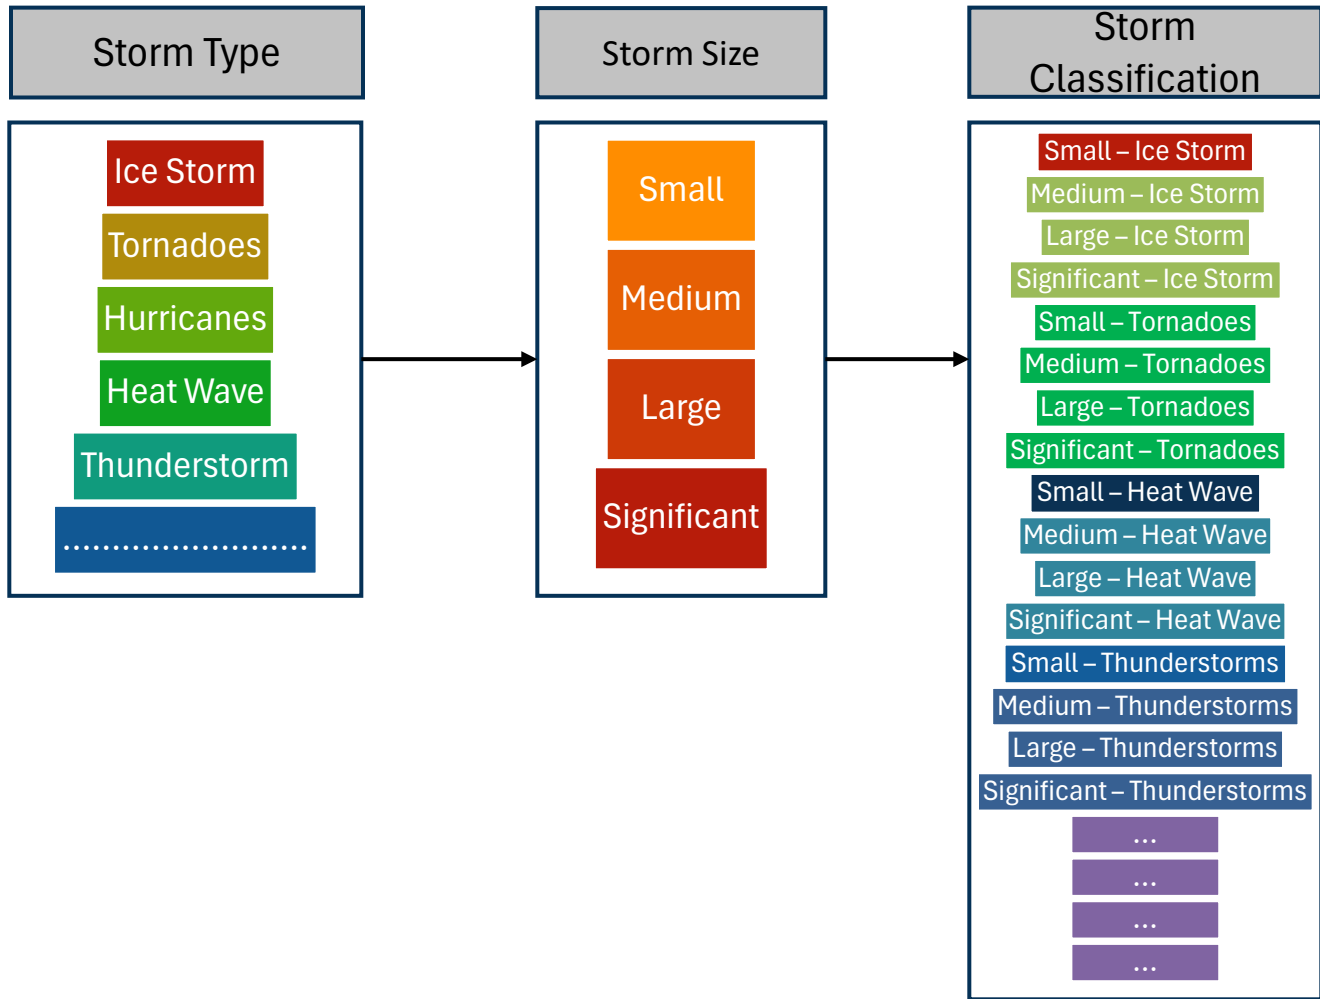 Storm Type
Ice Storm
Tornadoes
Hurricanes
Heat Wave
Thunderstorm
..........................
Storm Size
Small
Medium
Large
Significant
Storm
Classification
Small – Ice Storm
Medium – Ice Storm
Large – Ice Storm
Significant – Ice Storm
Small – Tornadoes
Medium – Tornadoes
Large – Tornadoes
Significant – Tornadoes
Small – Heat Wave
Medium – Heat Wave
Large – Heat Wave
Significant – Heat Wave
Small – Thunderstorms
Medium – Thunderstorms
Large – Thunderstorms
Significant – Thunderstorms
...
...
...
...